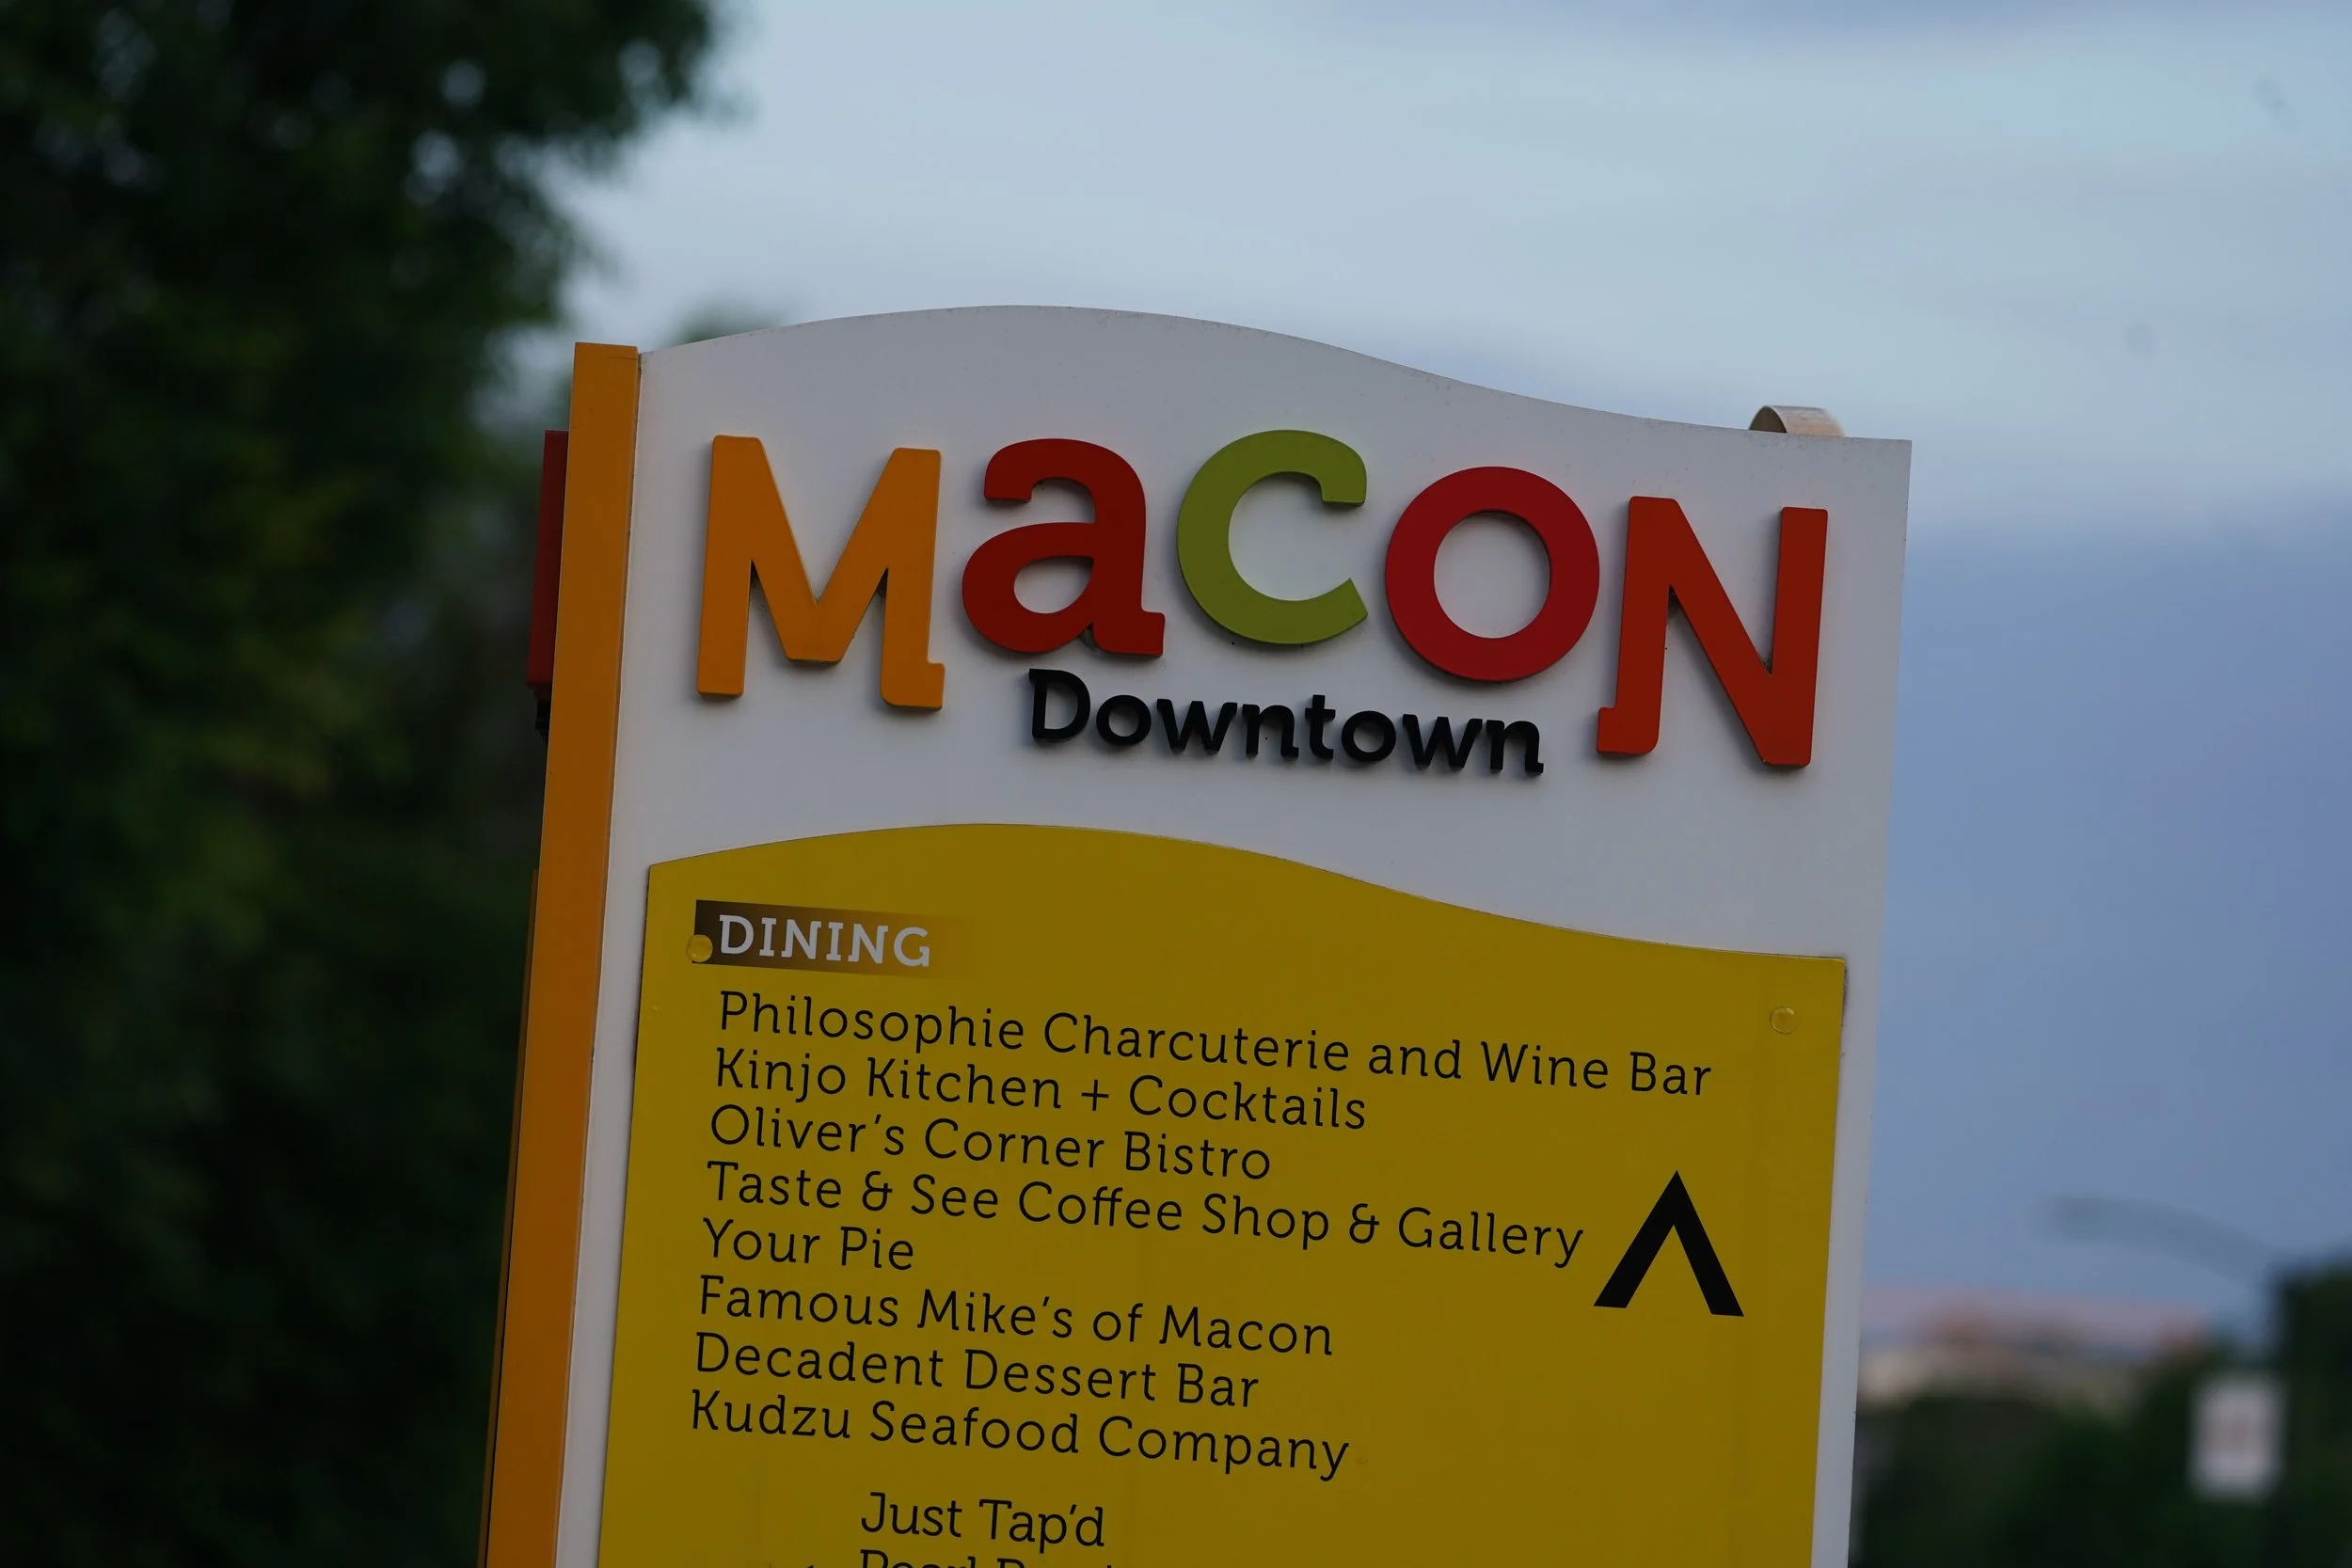 Macon
Downtown
DINING
Philosophie Charcuterie and Wine Bar
Kinjo Kitchen + Cocktails
Oliver's Corner Bistro
Taste & See Coffee Shop & Gallery
Your Pie
Famous Mike's of Macon
Decadent Dessert Bar
Kudzu Seafood Company
Just Tap'd